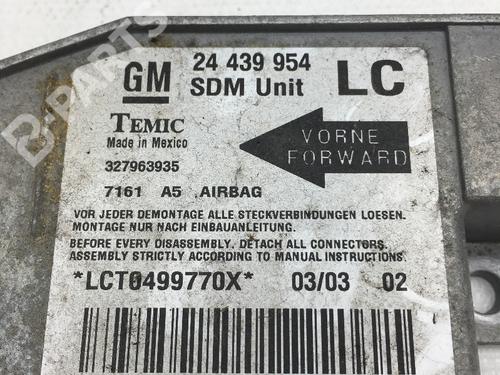 GM 24 439 954 LC
SDM Unit
TEMIC
Made in Mexico
VORNE
FORWARD
327963935
7161 A5 AIRBAG
VOR JEDER DEMONTAGE ALLE STECKVERBINDUNGEN LOESEN.
MONTAGE NUR NACH EINBAUANLEITUNG.
BEFORE EVERY DISASSEMBLY. DETACH ALL CONNECTORS.
ASSEMBLY STRICTLY ACCORDING TO MANUAL INSTRUCTIONS.
*LCT0499770X* 03/03 02
B-PARTS